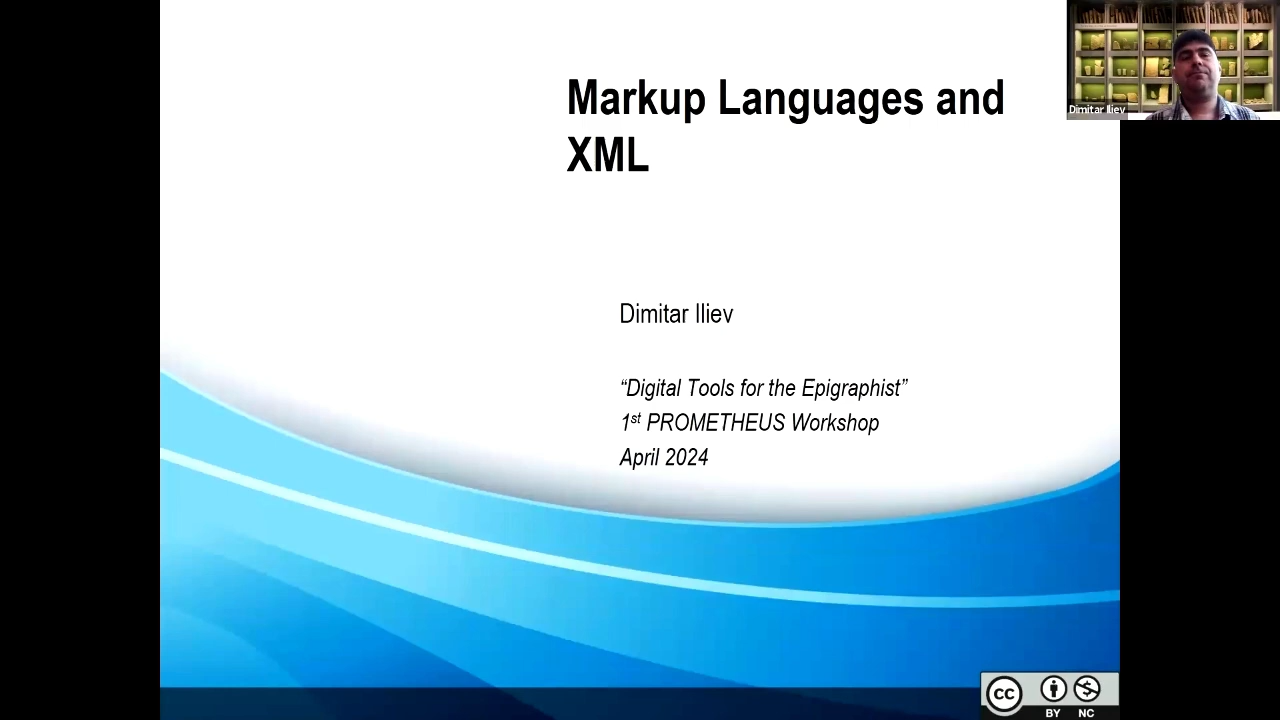 Markup Languages and
XML
Dimitar Iliev
Dimitar Iliev
“Digital Tools for the Epigraphist”
1st PROMETHEUS Workshop
April 2024
cc
BY NC